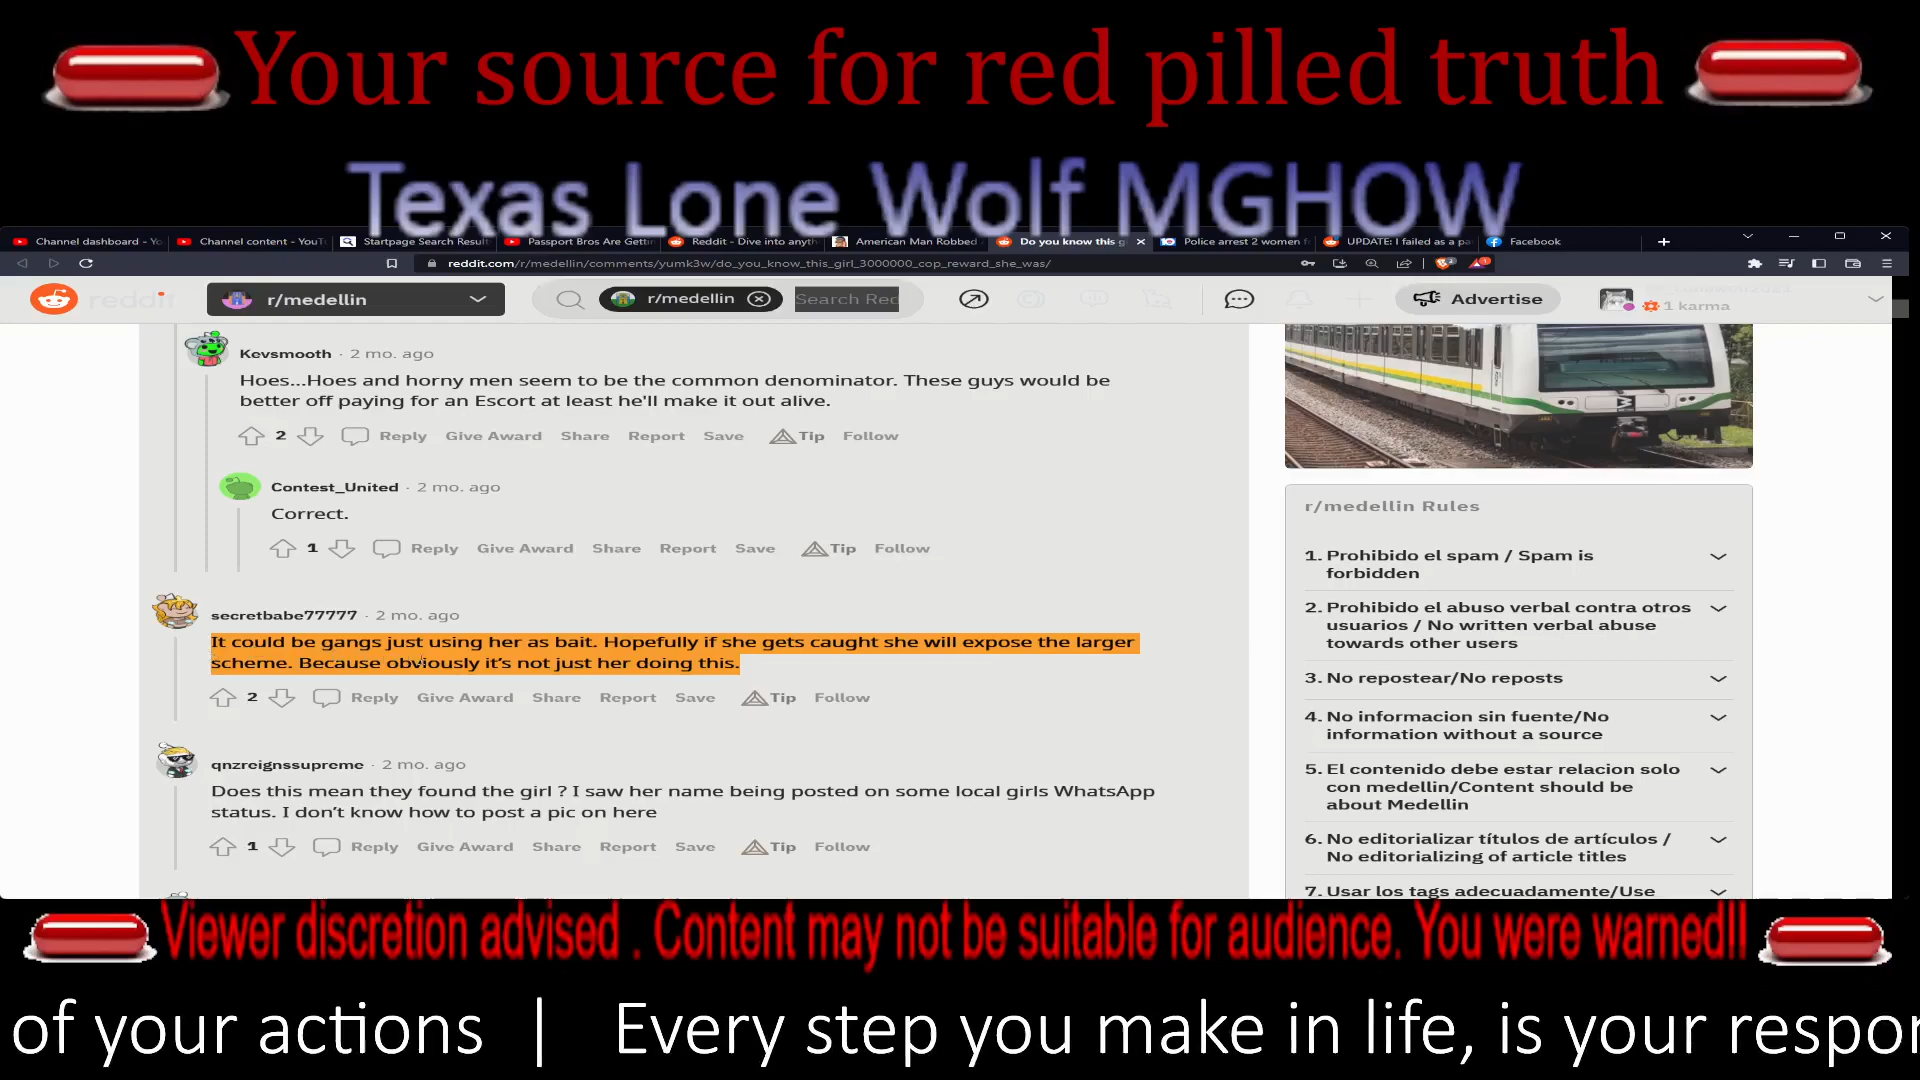 Your source for red pilled truth
Texas Lone Wolf MGHOW
Channel dashboard - Yo
Channel content - YouT
Startpage Search Result
Passport Bros Are Getti
Reddit - Dive into anyth
American Man Robbed
Do you know this g
Police arrest 2 women f
UPDATE: I failed as a pa
Facebook
reddit.com/r/medellin/comments/yumk3w/do_you_know_this_girl_3000000_cop_reward_she_was/
reddit
r/medellin
r/medellin
Search Red
Advertise
1 karma
Kevsmooth · 2 mo. ago
Hoes...Hoes and horny men seem to be the common denominator. These guys would be
better off paying for an Escort at least he'll make it out alive.
2 Reply Give Award Share Report Save Tip Follow
Contest_United · 2 mo. ago
Correct.
1 Reply Give Award Share Report Save Tip Follow
secretbabe77777 · 2 mo. ago
It could be gangs just using her as bait. Hopefully if she gets caught she will expose the larger
scheme. Because obviously it’s not just her doing this.
2 Reply Give Award Share Report Save Tip Follow
qnzreignssupreme · 2 mo. ago
Does this mean they found the girl ? I saw her name being posted on some local girls WhatsApp
status. I don’t know how to post a pic on here
1 Reply Give Award Share Report Save Tip Follow
r/medellin Rules
1. Prohibido el spam / Spam is
forbidden
2. Prohibido el abuso verbal contra otros
usuarios / No written verbal abuse
towards other users
3. No repostear/No reposts
4. No informacion sin fuente/No
information without a source
5. El contenido debe estar relacion solo
con medellin/Content should be
about Medellin
6. No editorializar títulos de artículos /
No editorializing of article titles
7. Usar los tags adecuadamente/Use
Viewer discretion advised . Content may not be suitable for audience. You were warned!!
of your actions | Every step you make in life, is your respon